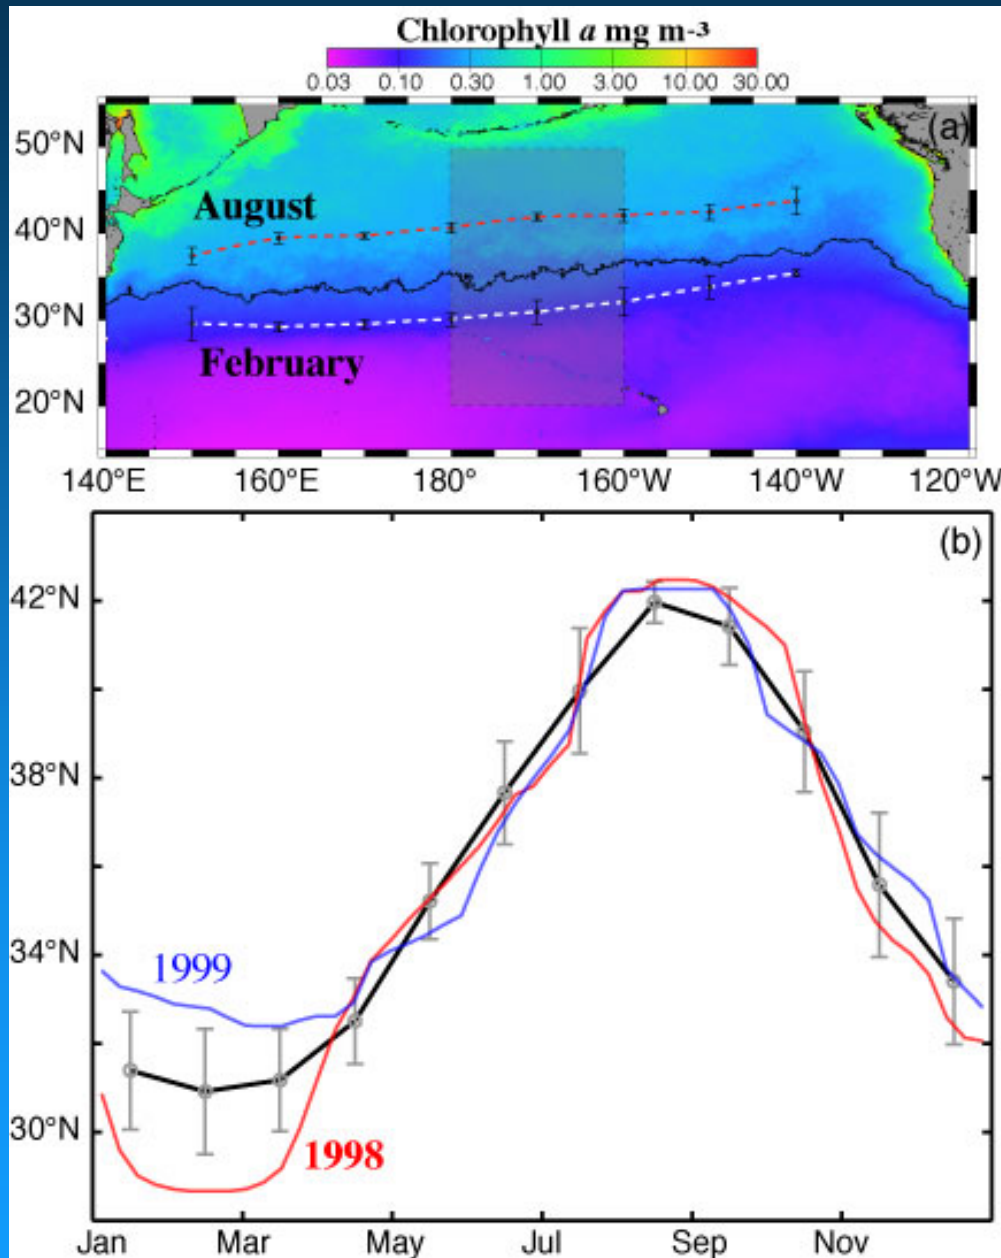 Chlorophyll a mg m-³
0.03 0.10 0.30 1.00 3.00 10.00 30.00
(a)
50°N
August
40°N
30°N
February
20°N
140°E 160°E 180° 160°W 140°W 120°W
(b)
42°N
38°N
34°N
1999
30°N
1998
Jan Mar May Jul Sep Nov